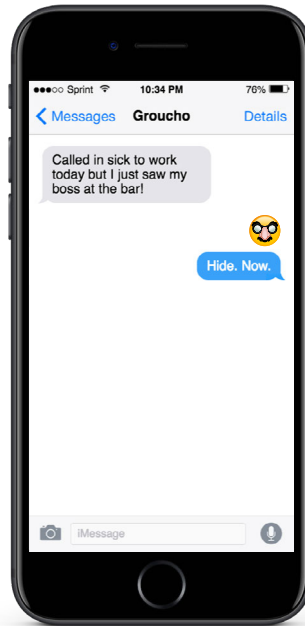 Sprint 10:34 PM 76%
Messages Groucho Details
Called in sick to work
today but I just saw my
boss at the bar!
Hide. Now.
iMessage